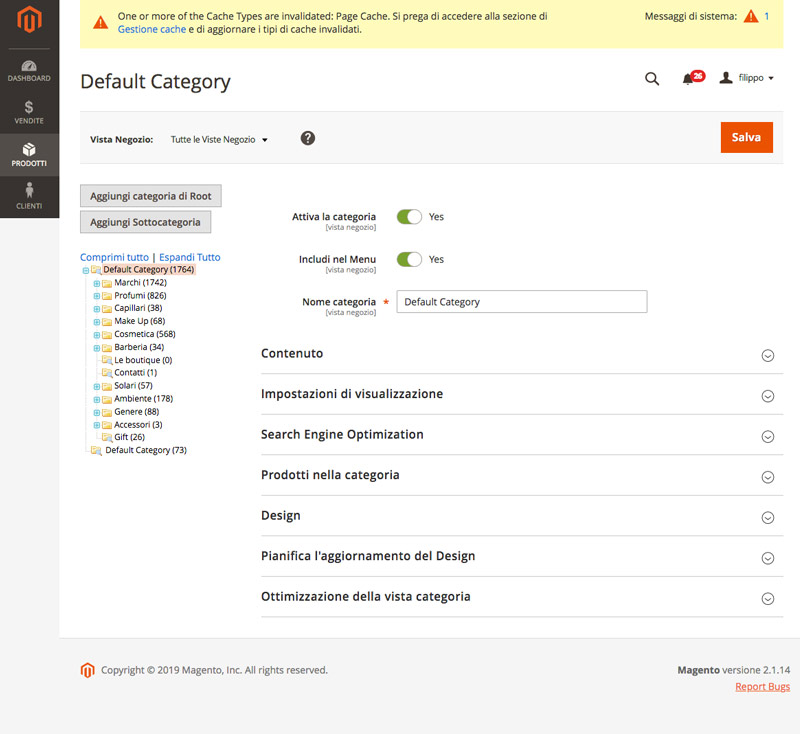 One or more of the Cache Types are invalidated: Page Cache. Si prega di accedere alla sezione di
Gestione cache e di aggiornare i tipi di cache invalidati.
Messaggi di sistema: 1
DASHBOARD
VENDITE
PRODOTTI
CLIENTI
Default Category
26
filippo
Vista Negozio: Tutte le Viste Negozio
?
Salva
Aggiungi categoria di Root
Aggiungi Sottocategoria
Comprimi tutto | Espandi Tutto
Default Category (1764)
Marchi (1742)
Profumi (826)
Capillari (38)
Make Up (68)
Cosmetica (568)
Barberia (34)
Le boutique (0)
Contatti (1)
Solari (57)
Ambiente (178)
Genere (88)
Accessori (3)
Gift (26)
Default Category (73)
Attiva la categoria
[vista negozio]
Yes
Includi nel Menu
[vista negozio]
Yes
Nome categoria *
[vista negozio]
Default Category
Contenuto
Impostazioni di visualizzazione
Search Engine Optimization
Prodotti nella categoria
Design
Pianifica l'aggiornamento del Design
Ottimizzazione della vista categoria
Copyright © 2019 Magento, Inc. All rights reserved.
Magento versione 2.1.14
Report Bugs